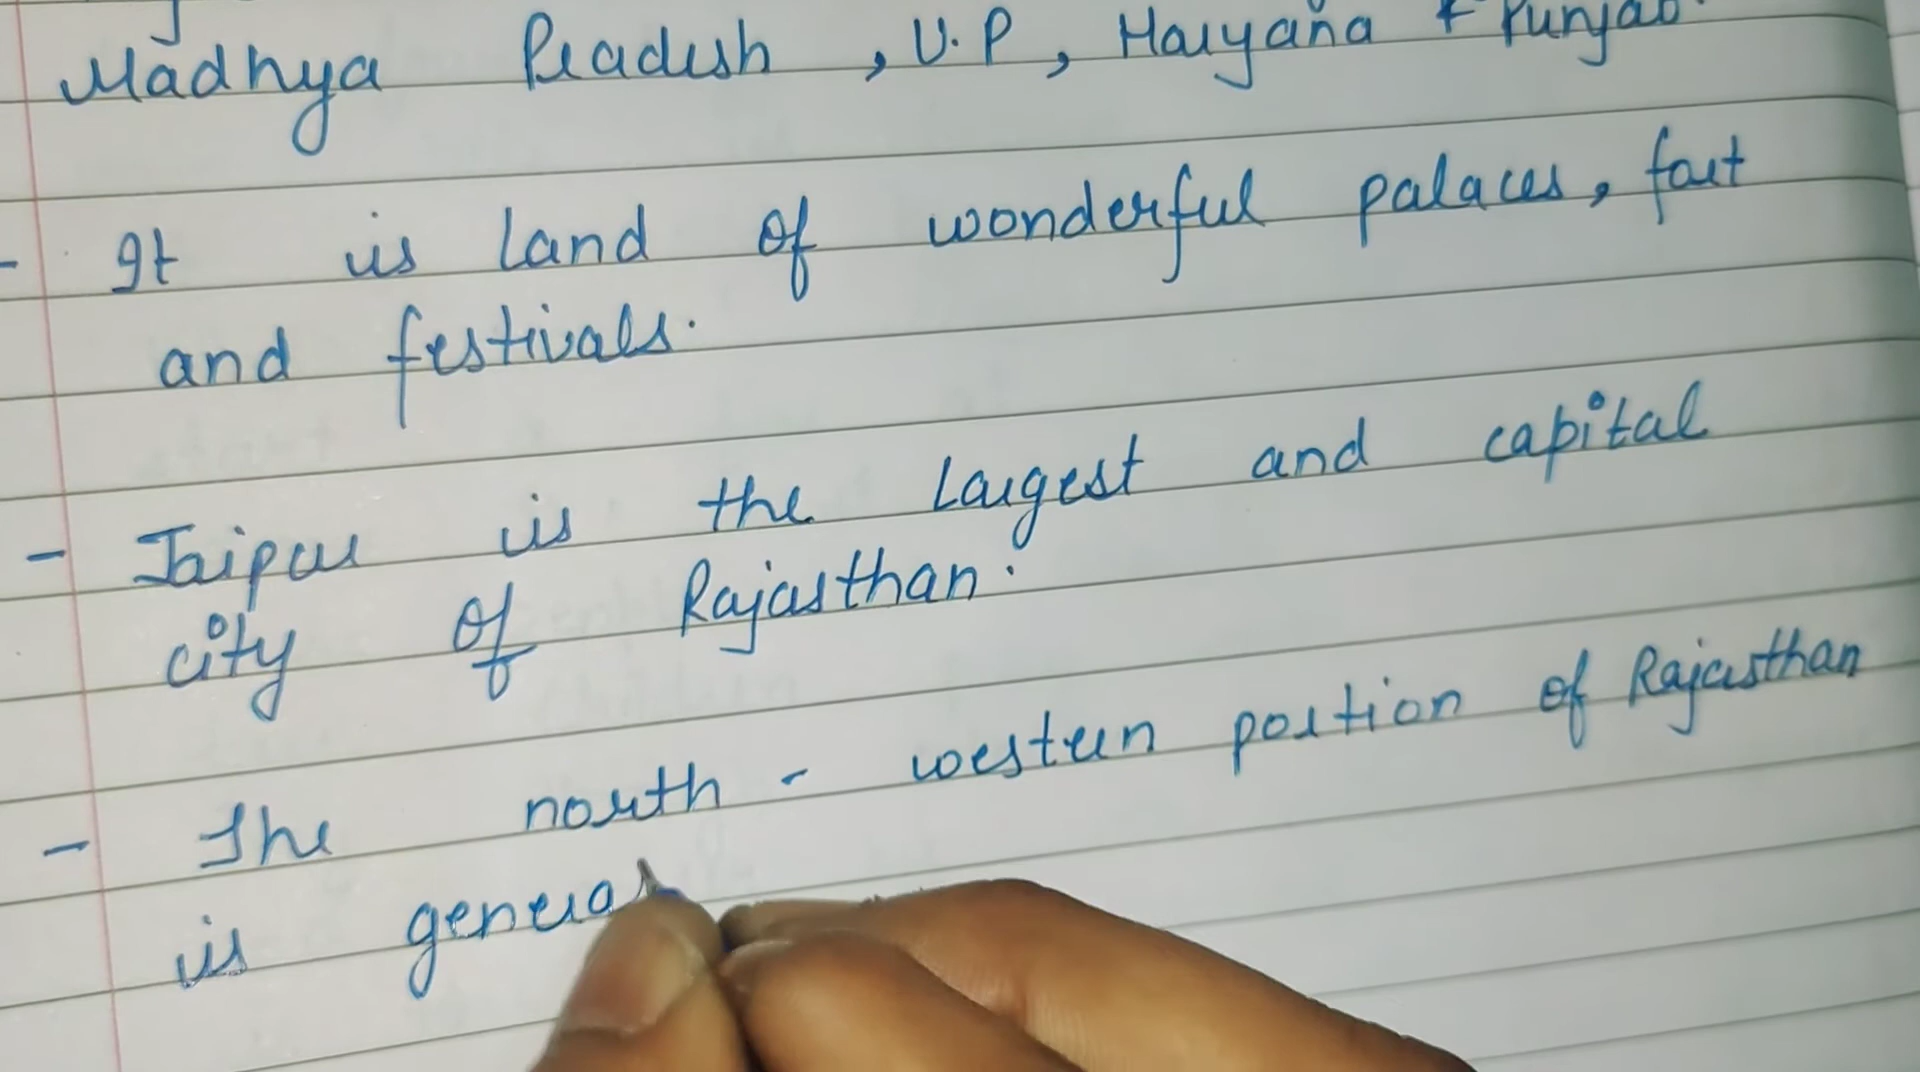 Madhya Pradesh , U.P , Haryana & Punjab.
- It is land of wonderful palaces, fort
and festivals.
- Jaipur is the largest and capital
city of Rajasthan.
- The north - western portion of Rajasthan
is genera